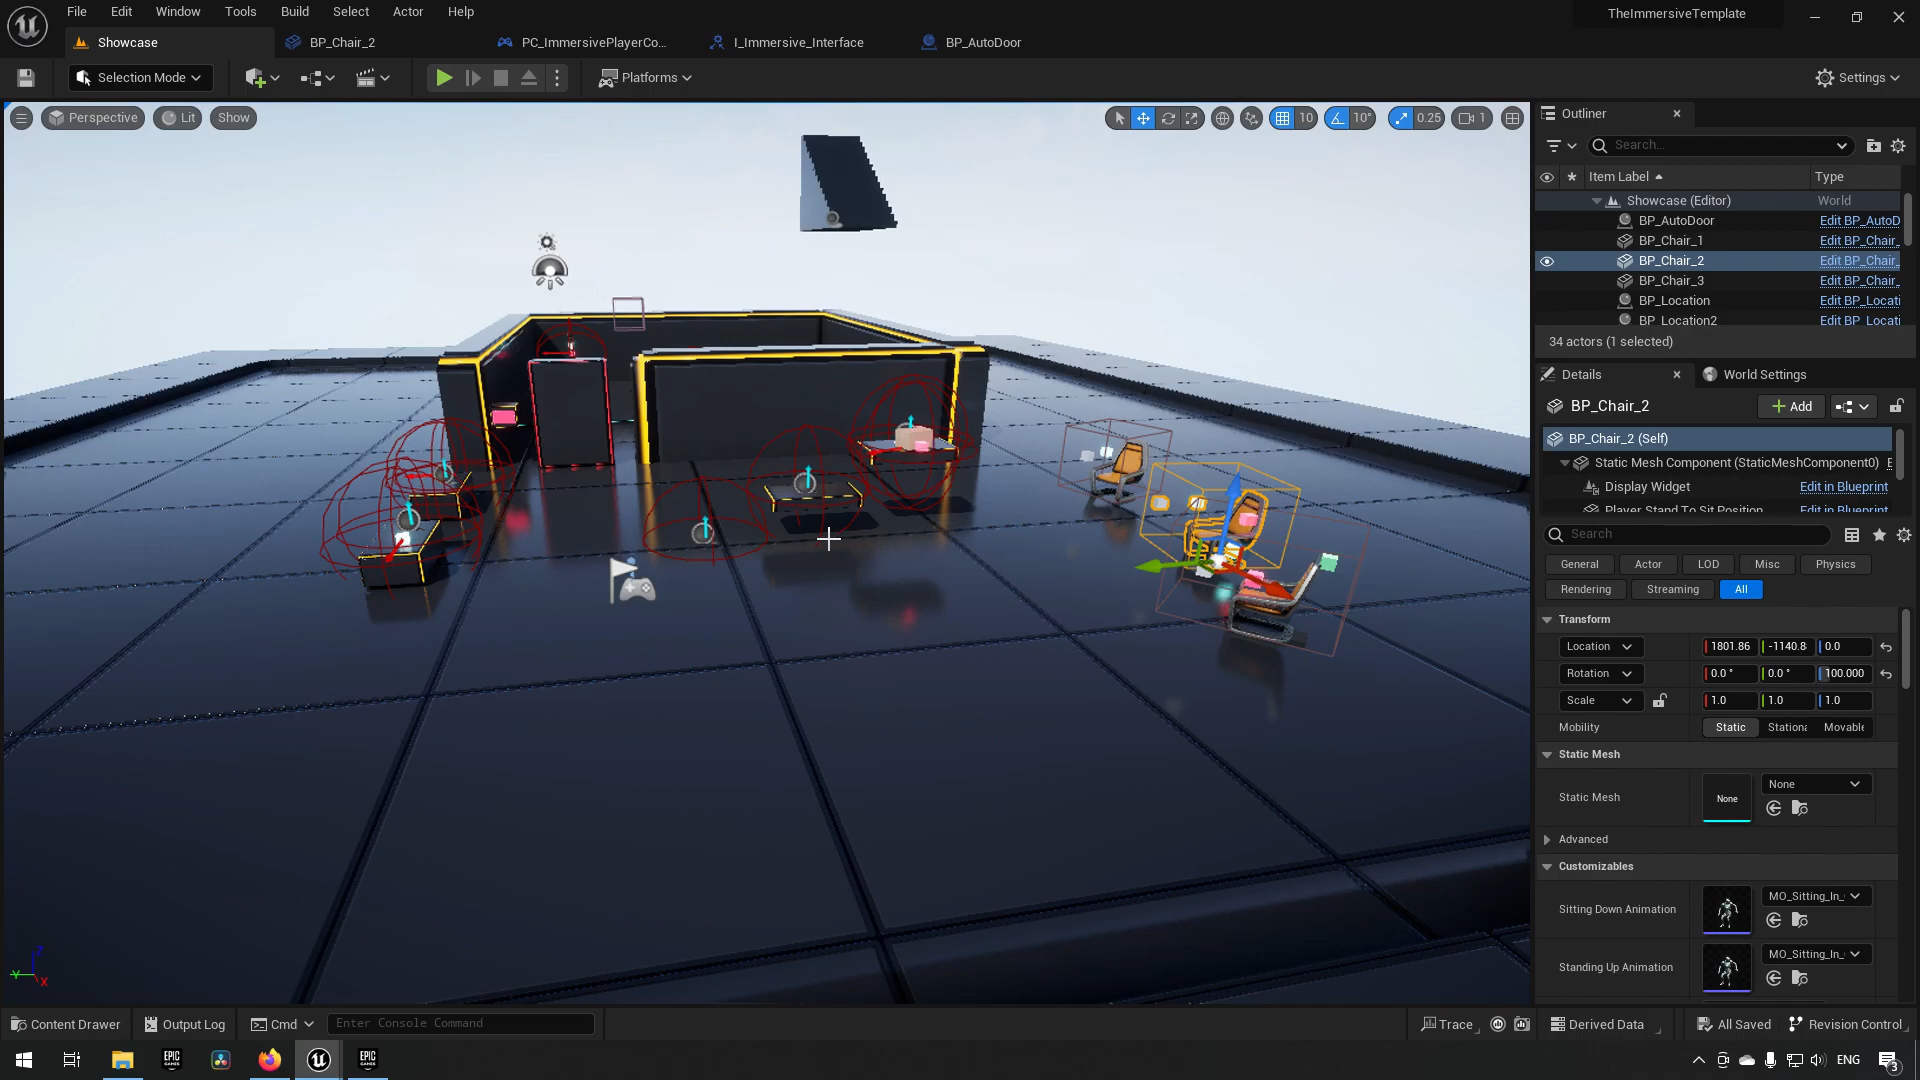 File Edit Window Tools Build Select Actor Help
TheImmersiveTemplate
Showcase
BP_Chair_2
PC_ImmersivePlayerCo...
I_Immersive_Interface
BP_AutoDoor
Selection Mode
Platforms
Settings
Perspective
Lit
Show
10
10°
0.25
1
Outliner
Search...
Item Label
Type
Showcase (Editor) World
BP_AutoDoor Edit BP_AutoD
BP_Chair_1 Edit BP_Chair_
BP_Chair_2 Edit BP_Chair_
BP_Chair_3 Edit BP_Chair_
BP_Location Edit BP_Locati
BP_Location2 Edit BP_Locati
34 actors (1 selected)
Details
World Settings
BP_Chair_2
Add
BP_Chair_2 (Self)
Static Mesh Component (StaticMeshComponent0) E
Display Widget Edit in Blueprint
Player Stand To Sit Position Edit in Blueprint
Search
General Actor LOD Misc Physics
Rendering Streaming All
Transform
Location 1801.86 -1140.8 0.0
Rotation 0.0 ° 0.0 ° 100.000
Scale 1.0 1.0 1.0
Mobility Static Stationa Movable
Static Mesh
Static Mesh None None
Advanced
Customizables
Sitting Down Animation MO_Sitting_In_
Standing Up Animation MO_Sitting_In_
Z
Y
X
Content Drawer
Output Log
Cmd
Enter Console Command
Trace
Derived Data
All Saved
Revision Control
EPIC GAMES
EPIC GAMES
ENG
3